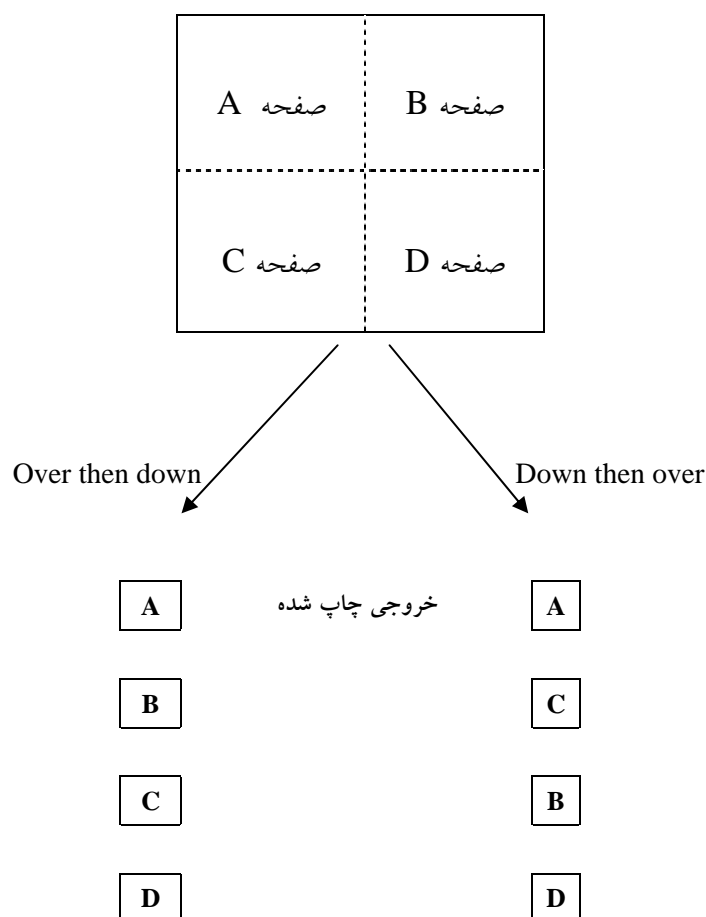 صفحه A
صفحه B
صفحه C
صفحه D
Over then down
Down then over
A
خروجی چاپ شده
A
B
C
C
B
D
D